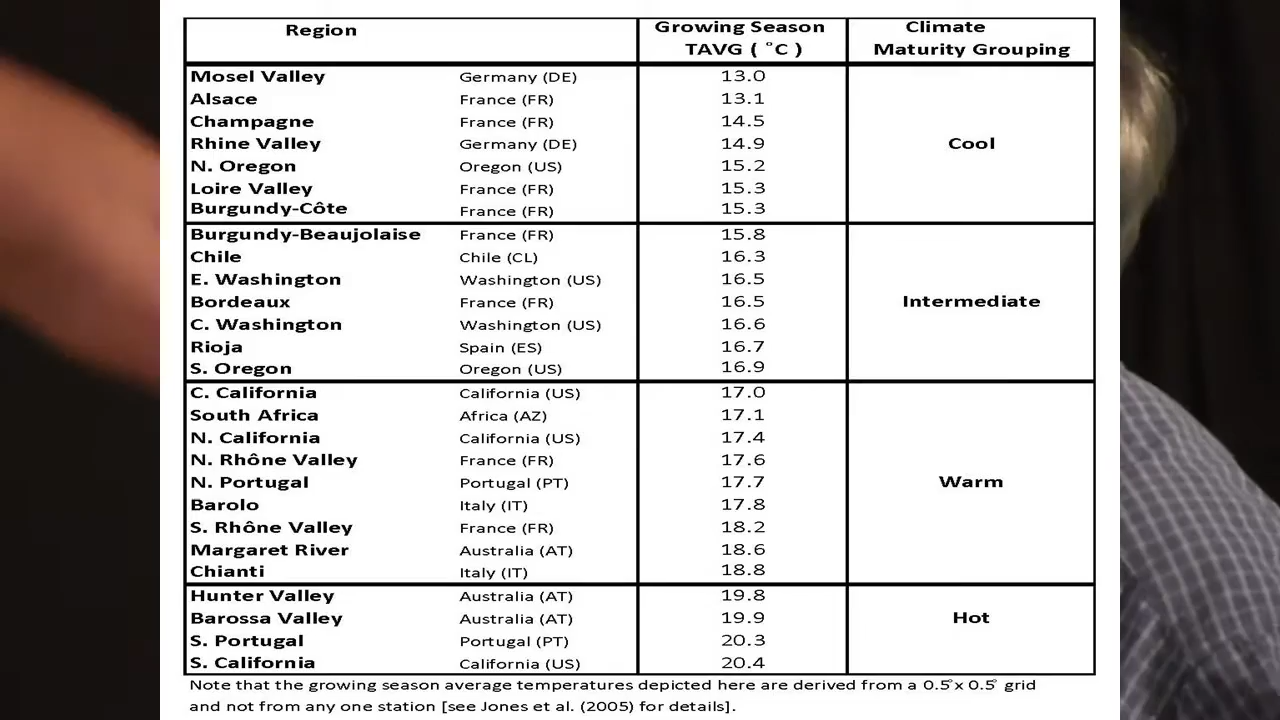 Region Growing Season Climate
TAVG ( °C ) Maturity Grouping
Mosel Valley Germany (DE) 13.0
Alsace France (FR) 13.1
Champagne France (FR) 14.5
Rhine Valley Germany (DE) 14.9 Cool
N. Oregon Oregon (US) 15.2
Loire Valley France (FR) 15.3
Burgundy-Côte France (FR) 15.3
Burgundy-Beaujolaise France (FR) 15.8
Chile Chile (CL) 16.3
E. Washington Washington (US) 16.5
Bordeaux France (FR) 16.5 Intermediate
C. Washington Washington (US) 16.6
Rioja Spain (ES) 16.7
S. Oregon Oregon (US) 16.9
C. California California (US) 17.0
South Africa Africa (AZ) 17.1
N. California California (US) 17.4
N. Rhône Valley France (FR) 17.6
N. Portugal Portugal (PT) 17.7 Warm
Barolo Italy (IT) 17.8
S. Rhône Valley France (FR) 18.2
Margaret River Australia (AT) 18.6
Chianti Italy (IT) 18.8
Hunter Valley Australia (AT) 19.8
Barossa Valley Australia (AT) 19.9 Hot
S. Portugal Portugal (PT) 20.3
S. California California (US) 20.4
Note that the growing season average temperatures depicted here are derived from a 0.5°x 0.5° grid
and not from any one station [see Jones et al. (2005) for details].